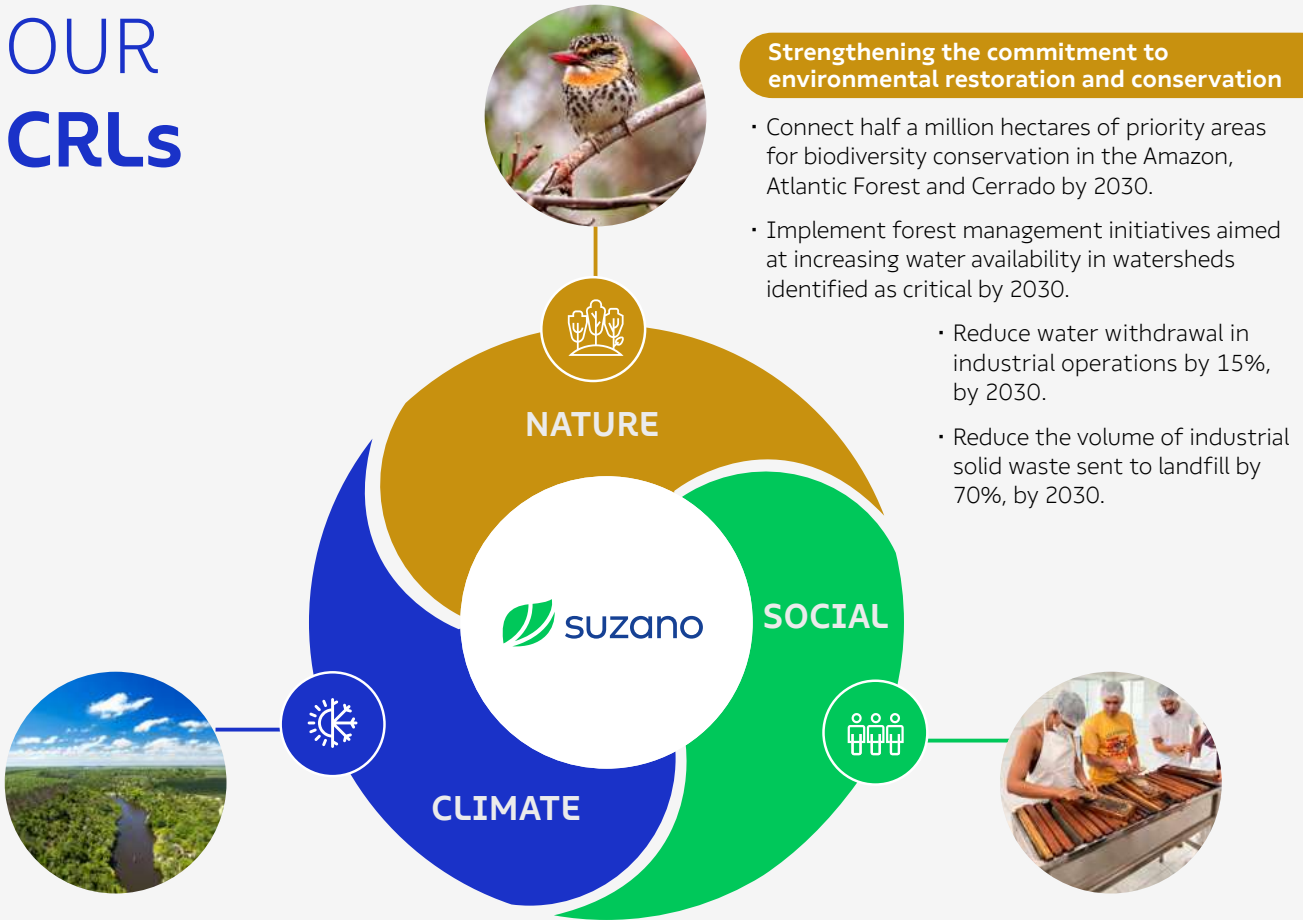 OUR
CRLs
Strengthening the commitment to
environmental restoration and conservation
· Connect half a million hectares of priority areas
for biodiversity conservation in the Amazon,
Atlantic Forest and Cerrado by 2030.
· Implement forest management initiatives aimed
at increasing water availability in watersheds
identified as critical by 2030.
· Reduce water withdrawal in
industrial operations by 15%,
by 2030.
· Reduce the volume of industrial
solid waste sent to landfill by
70%, by 2030.
NATURE
suzano
SOCIAL
CLIMATE